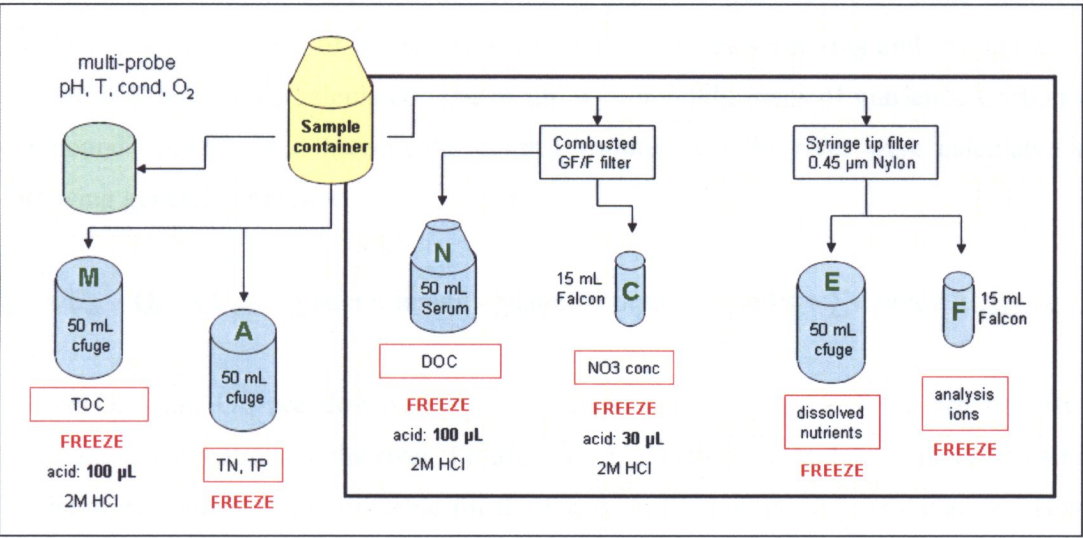 multi-probe
pH, T, cond, O₂
Sample
container
Combusted
GF/F filter
Syringe tip filter
0.45 µm Nylon
M
50 mL
cfuge
TOC
FREEZE
acid: 100 µL
2M HCl
A
50 mL
cfuge
TN, TP
FREEZE
N
50 mL
Serum
DOC
FREEZE
acid: 100 µL
2M HCl
15 mL
Falcon
C
NO3 conc
FREEZE
acid: 30 µL
2M HCl
E
50 mL
cfuge
dissolved
nutrients
FREEZE
F
15 mL
Falcon
analysis
ions
FREEZE